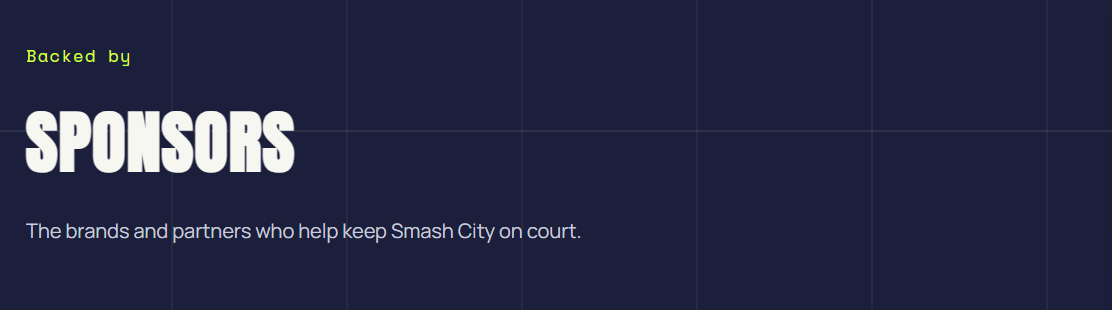 Backed by
SPONSORS
The brands and partners who help keep Smash City on court.